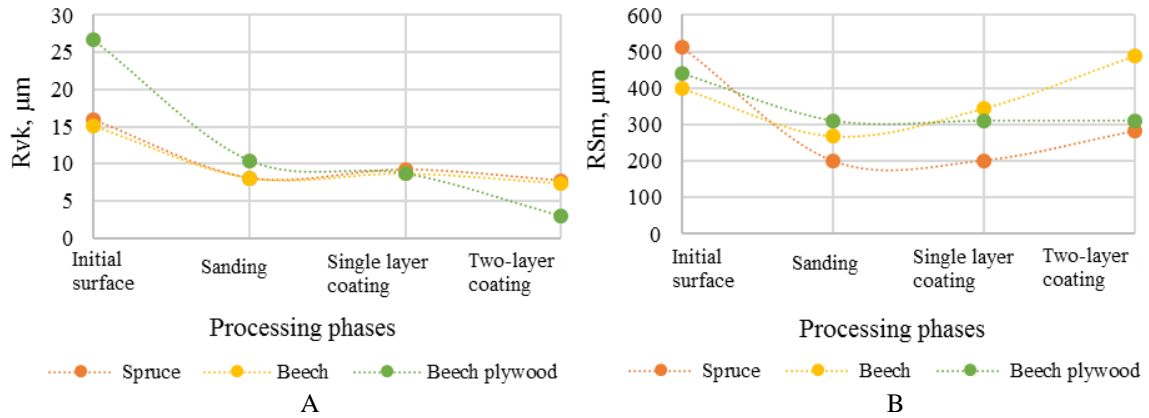 30
25
20
15
10
5
0
Rvk, µm
Initial surface
Sanding
Single layer coating
Two-layer coating
Processing phases
Spruce
Beech
Beech plywood
A
600
500
400
300
200
100
0
RSm, µm
Initial surface
Sanding
Single layer coating
Two-layer coating
Processing phases
Spruce
Beech
Beech plywood
B